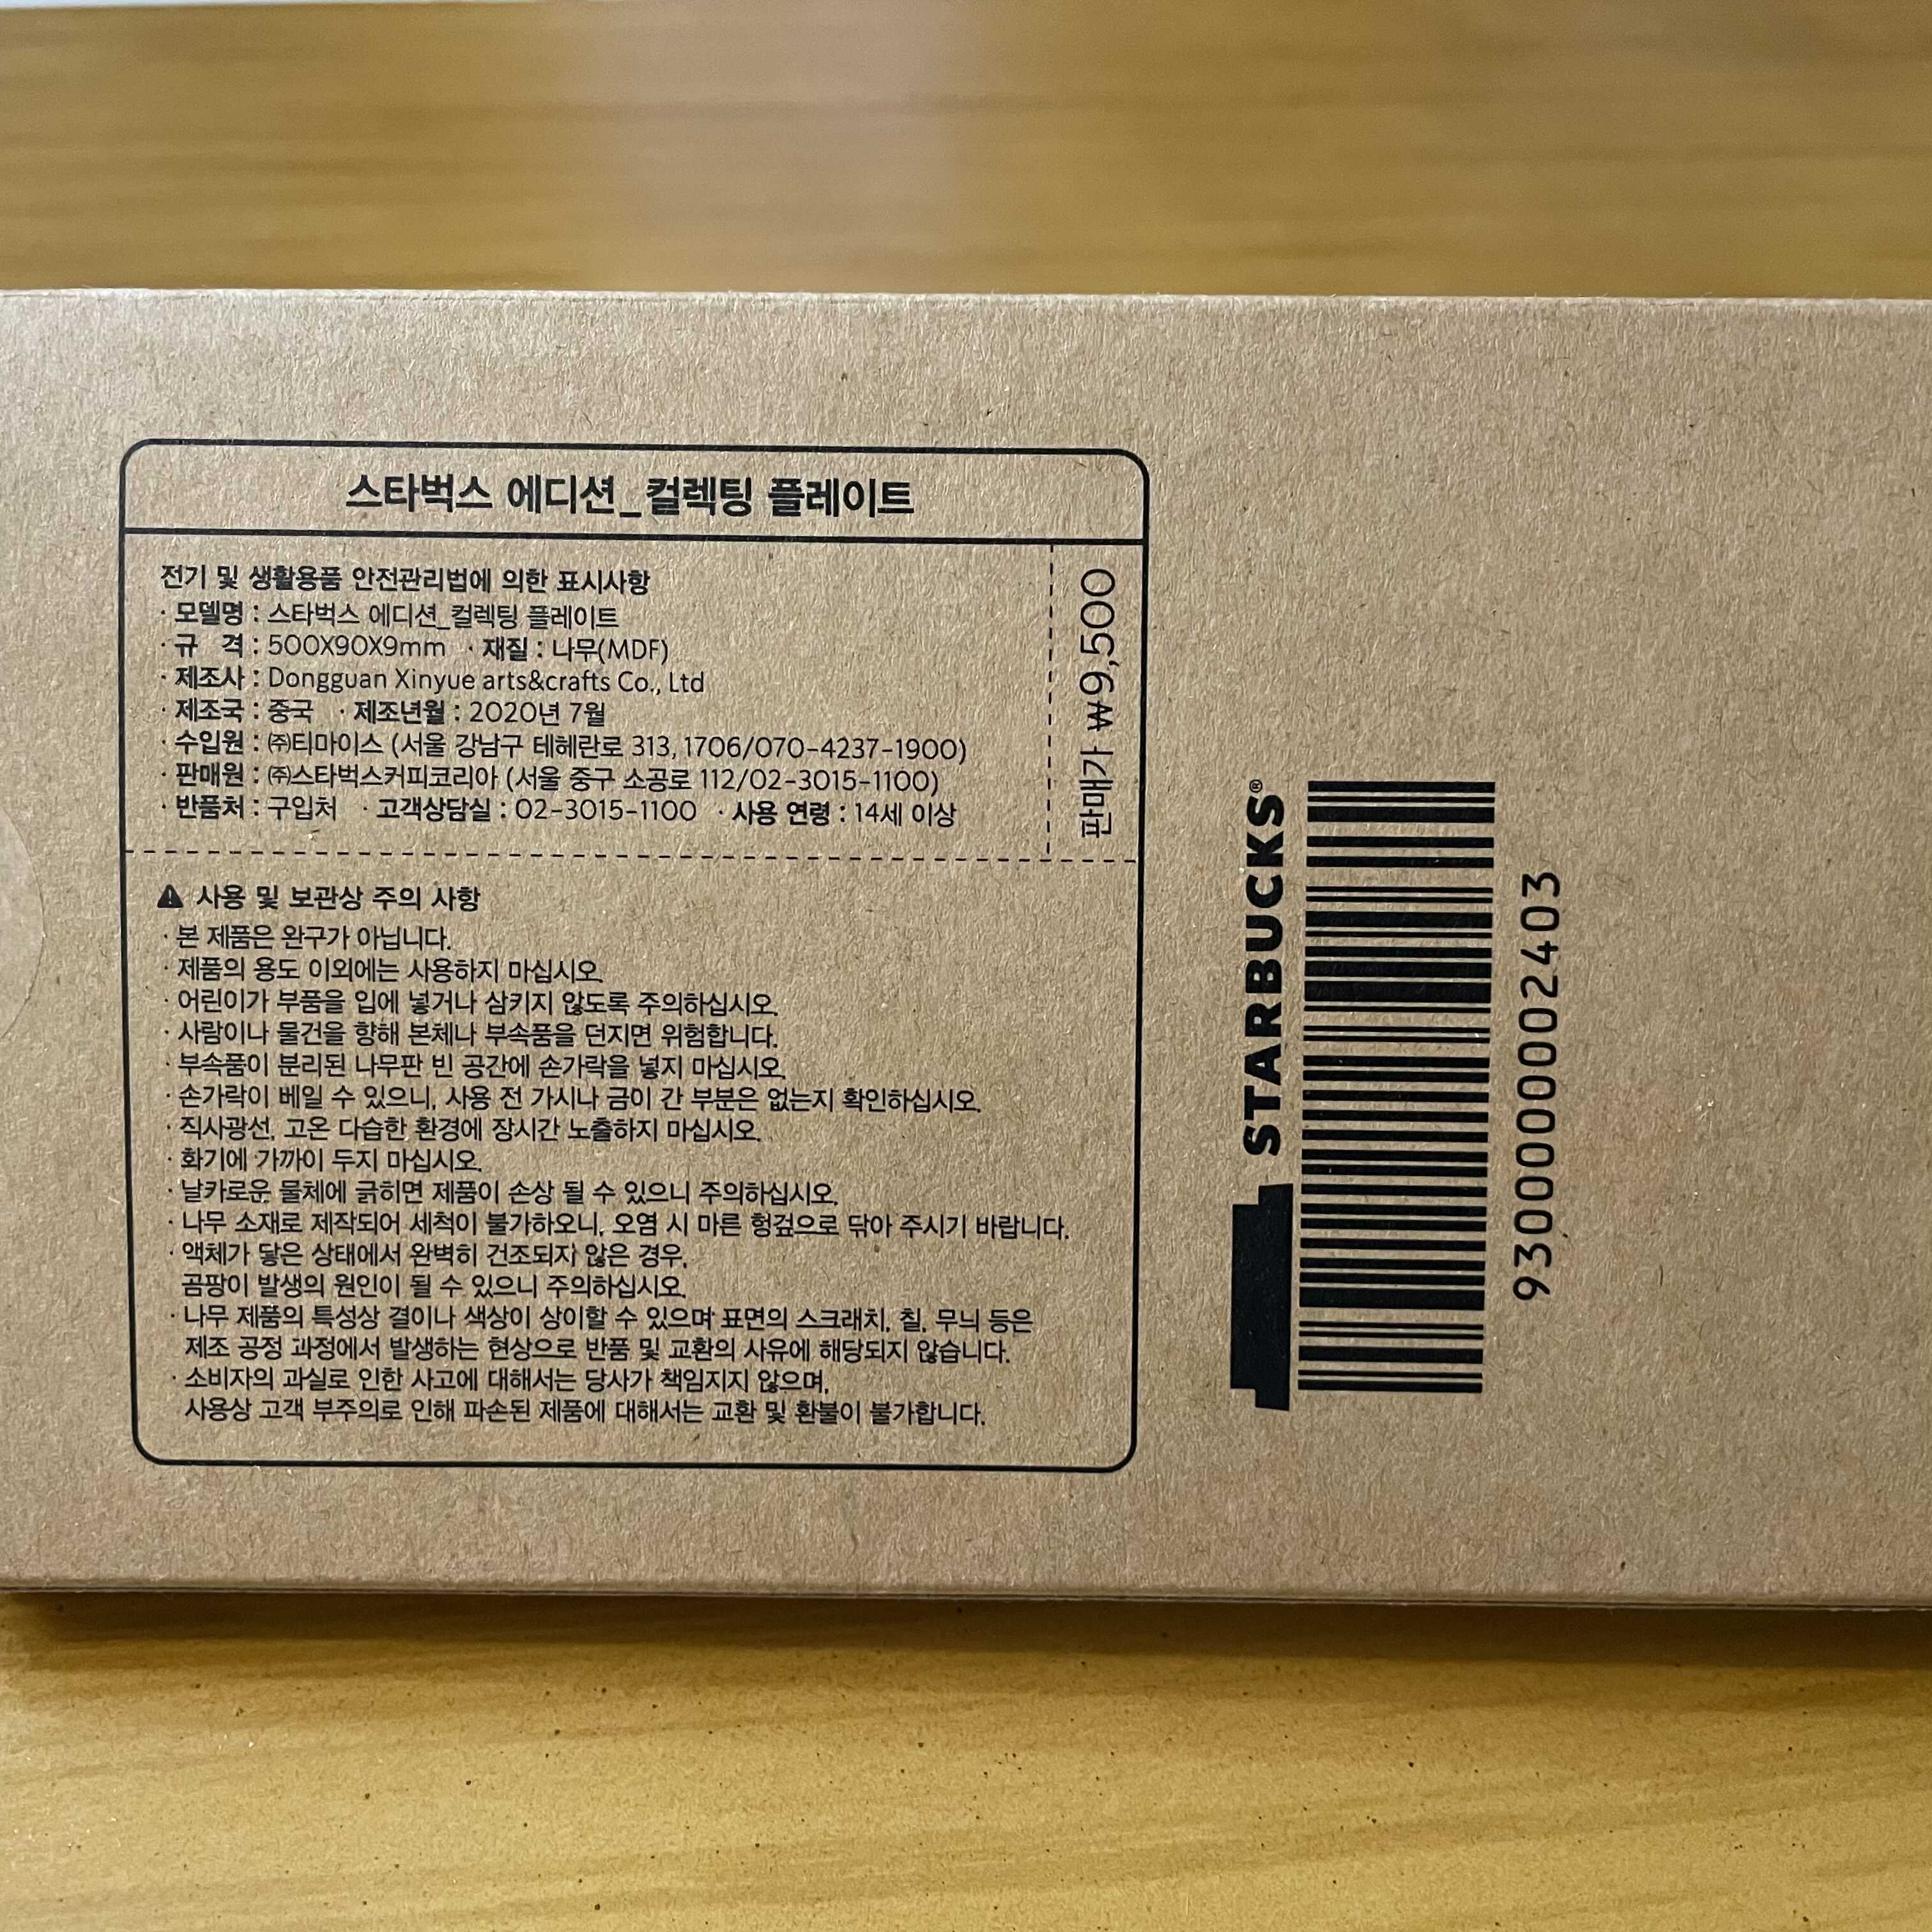 스타벅스 에디션_컬렉팅 플레이트
전기 및 생활용품 안전관리법에 의한 표시사항
· 모델명 : 스타벅스 에디션_컬렉팅 플레이트
· 규 격 : 500X90X9mm · 재질 : 나무(MDF)
· 제조사 : Dongguan Xinyue arts&crafts Co., Ltd
· 제조국 : 중국 · 제조년월 : 2020년 7월
· 수입원 : ㈜티마이스 (서울 강남구 테헤란로 313, 1706/070-4237-1900)
· 판매원 : ㈜스타벅스커피코리아 (서울 중구 소공로 112/02-3015-1100)
· 반품처 : 구입처 · 고객상담실 : 02-3015-1100 · 사용 연령 : 14세 이상
판매가 ₩9,500
⚠ 사용 및 보관상 주의 사항
· 본 제품은 완구가 아닙니다.
· 제품의 용도 이외에는 사용하지 마십시오.
· 어린이가 부품을 입에 넣거나 삼키지 않도록 주의하십시오.
· 사람이나 물건을 향해 본체나 부속품을 던지면 위험합니다.
· 부속품이 분리된 나무판 빈 공간에 손가락을 넣지 마십시오.
· 손가락이 베일 수 있으니, 사용 전 가시나 금이 간 부분은 없는지 확인하십시오.
· 직사광선, 고온 다습한 환경에 장시간 노출하지 마십시오.
· 화기에 가까이 두지 마십시오.
· 날카로운 물체에 긁히면 제품이 손상 될 수 있으니 주의하십시오.
· 나무 소재로 제작되어 세척이 불가하오니, 오염 시 마른 헝겊으로 닦아 주시기 바랍니다.
· 액체가 닿은 상태에서 완벽히 건조되지 않은 경우,
곰팡이 발생의 원인이 될 수 있으니 주의하십시오.
· 나무 제품의 특성상 결이나 색상이 상이할 수 있으며 표면의 스크래치, 칠, 무늬 등은
제조 공정 과정에서 발생하는 현상으로 반품 및 교환의 사유에 해당되지 않습니다.
· 소비자의 과실로 인한 사고에 대해서는 당사가 책임지지 않으며,
사용상 고객 부주의로 인해 파손된 제품에 대해서는 교환 및 환불이 불가합니다.
STARBUCKS®
9300000002403